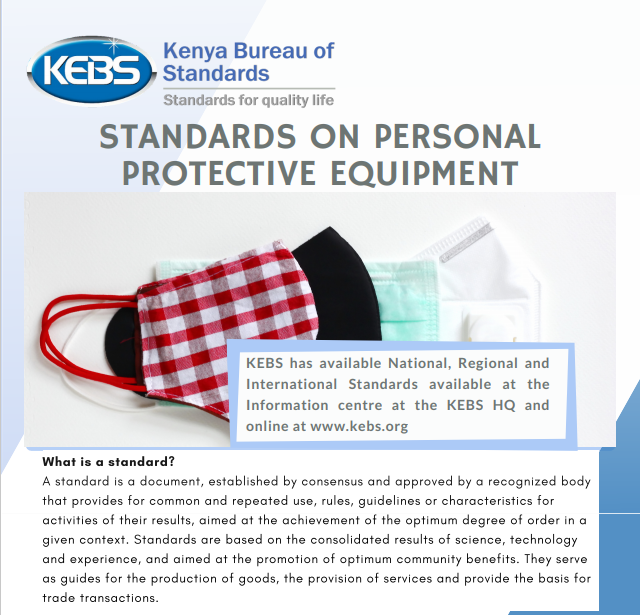 KEBS
Kenya Bureau of
Standards
Standards for quality life
STANDARDS ON PERSONAL
PROTECTIVE EQUIPMENT
KEBS has available National, Regional and
International Standards available at the
Information centre at the KEBS HQ and
online at www.kebs.org
What is a standard?
A standard is a document, established by consensus and approved by a recognized body
that provides for common and repeated use, rules, guidelines or characteristics for
activities of their results, aimed at the achievement of the optimum degree of order in a
given context. Standards are based on the consolidated results of science, technology
and experience, and aimed at the promotion of optimum community benefits. They serve
as guides for the production of goods, the provision of services and provide the basis for
trade transactions.